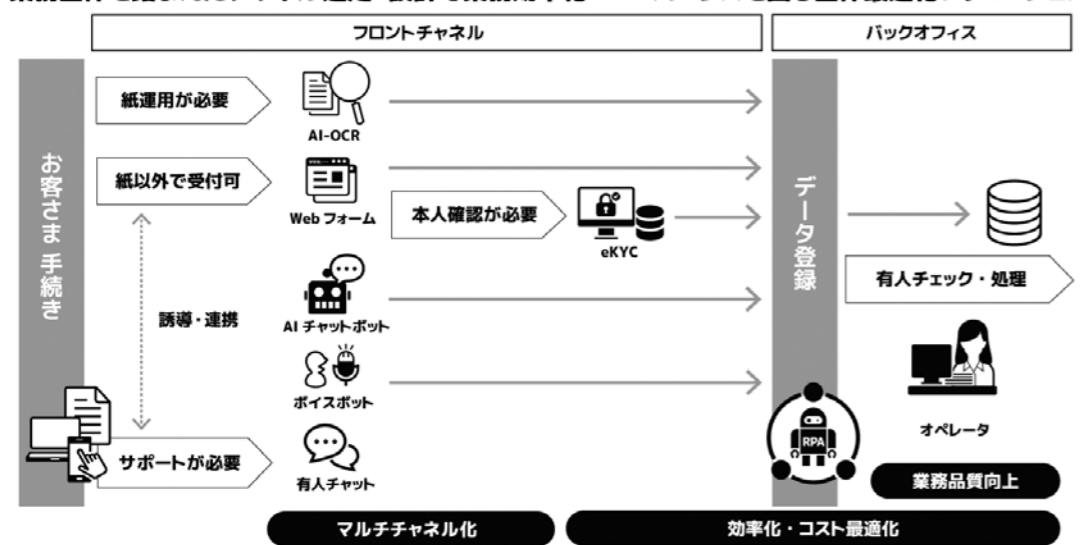 フロントチャネル
バックオフィス
お客さま 手続き
紙運用が必要
AI-OCR
紙以外で受付可
Web フォーム
本人確認が必要
eKYC
誘導・連携
AI チャットボット
ボイスボット
サポートが必要
有人チャット
データ登録
RPA
有人チェック・処理
オペレータ
業務品質向上
マルチチャネル化
効率化・コスト最適化